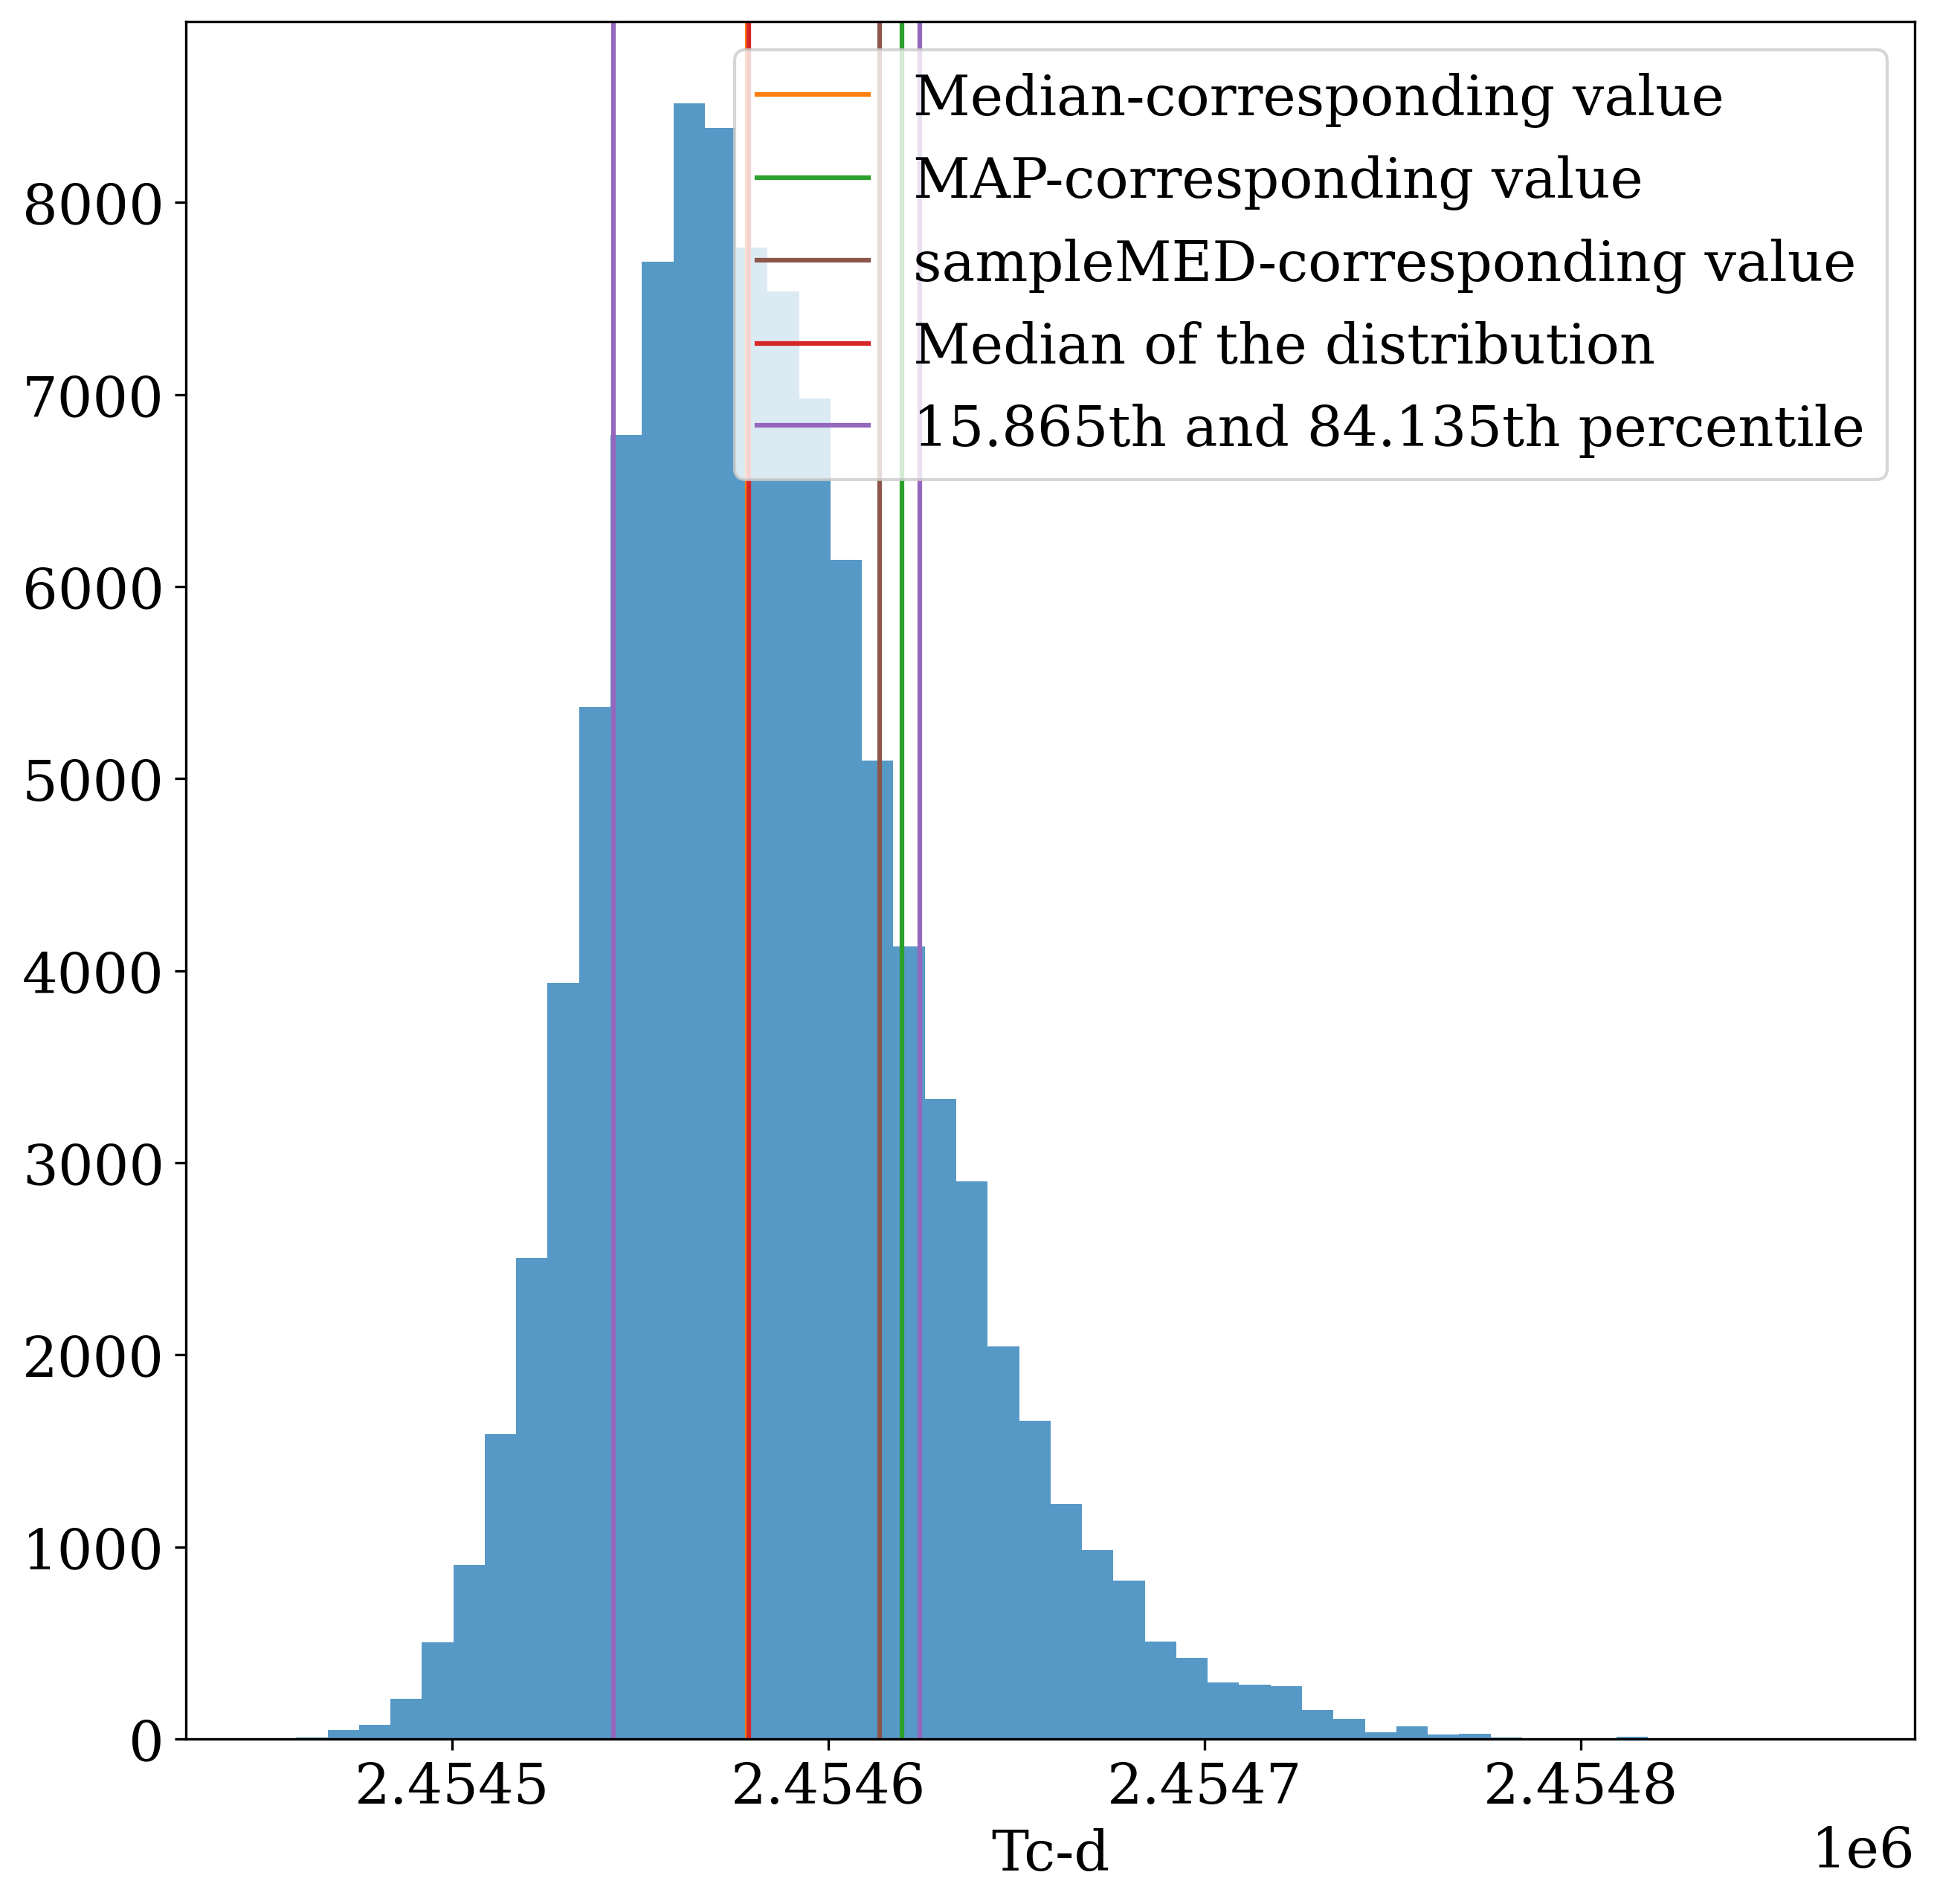 Median-corresponding value
MAP-corresponding value
sampleMED-corresponding value
Median of the distribution
15.865th and 84.135th percentile
8000
7000
6000
5000
4000
3000
2000
1000
0
2.4545 2.4546 2.4547 2.4548
Tc-d
1e6